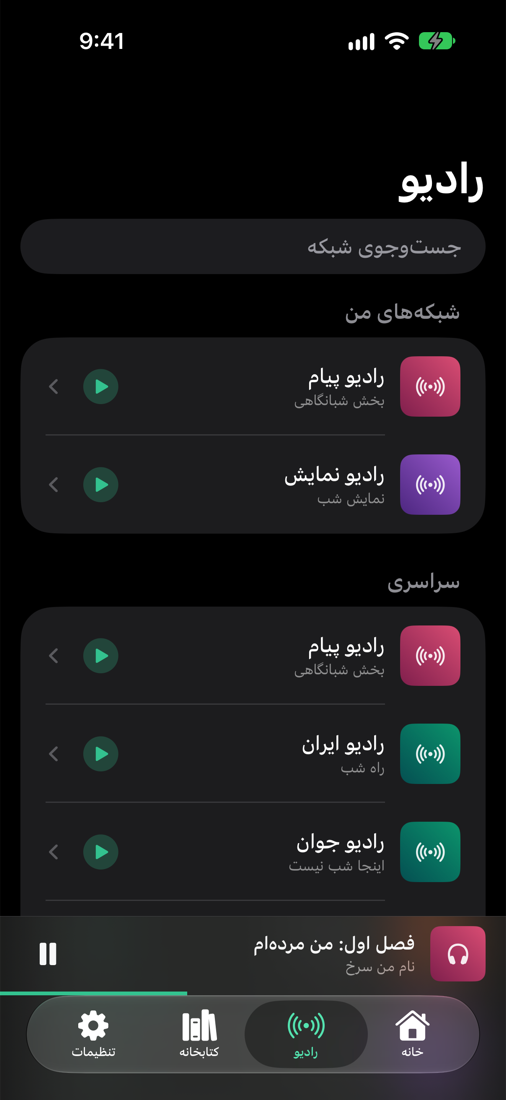 9:41
رادیو
جست‌وجوی شبکه
شبکه‌های من
رادیو پیام
بخش شبانگاهی
رادیو نمایش
نمایش شب
سراسری
رادیو پیام
بخش شبانگاهی
رادیو ایران
راه شب
رادیو جوان
اینجا شب نیست
فصل اول: من مرده‌ام
نام من سرخ
خانه
رادیو
کتابخانه
تنظیمات